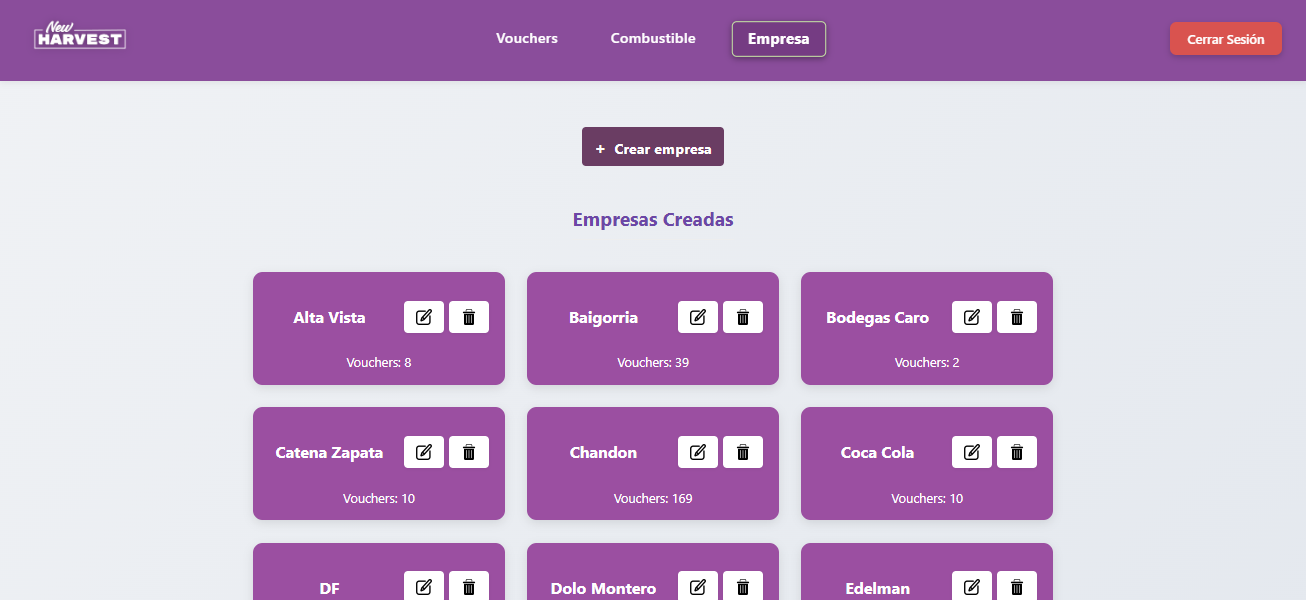 New
HARVEST
Vouchers
Combustible
Empresa
Cerrar Sesión
+ Crear empresa
Empresas Creadas
Alta Vista
Vouchers: 8
Baigorria
Vouchers: 39
Bodegas Caro
Vouchers: 2
Catena Zapata
Vouchers: 10
Chandon
Vouchers: 169
Coca Cola
Vouchers: 10
DF
Dolo Montero
Edelman